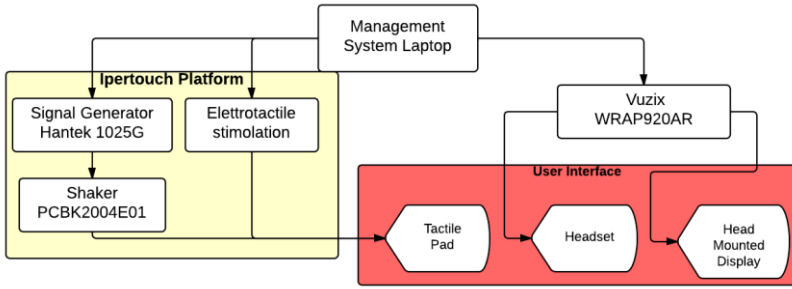 Management
System Laptop
Ipertouch Platform
Signal Generator
Hantek 1025G
Elettrotactile
stimolation
Vuzix
WRAP920AR
Shaker
PCBK2004E01
User Interface
Tactile
Pad
Headset
Head
Mounted
Display